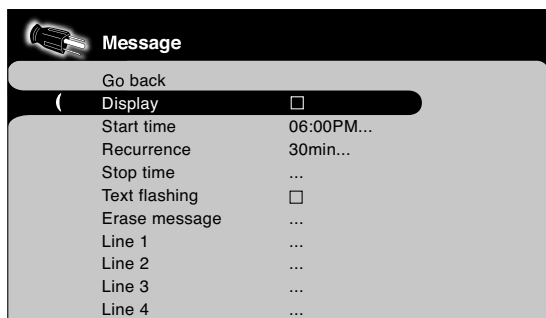 Message
Go back
Display ☐
Start time 06:00PM...
Recurrence 30min...
Stop time ...
Text flashing ☐
Erase message ...
Line 1 ...
Line 2 ...
Line 3 ...
Line 4 ...